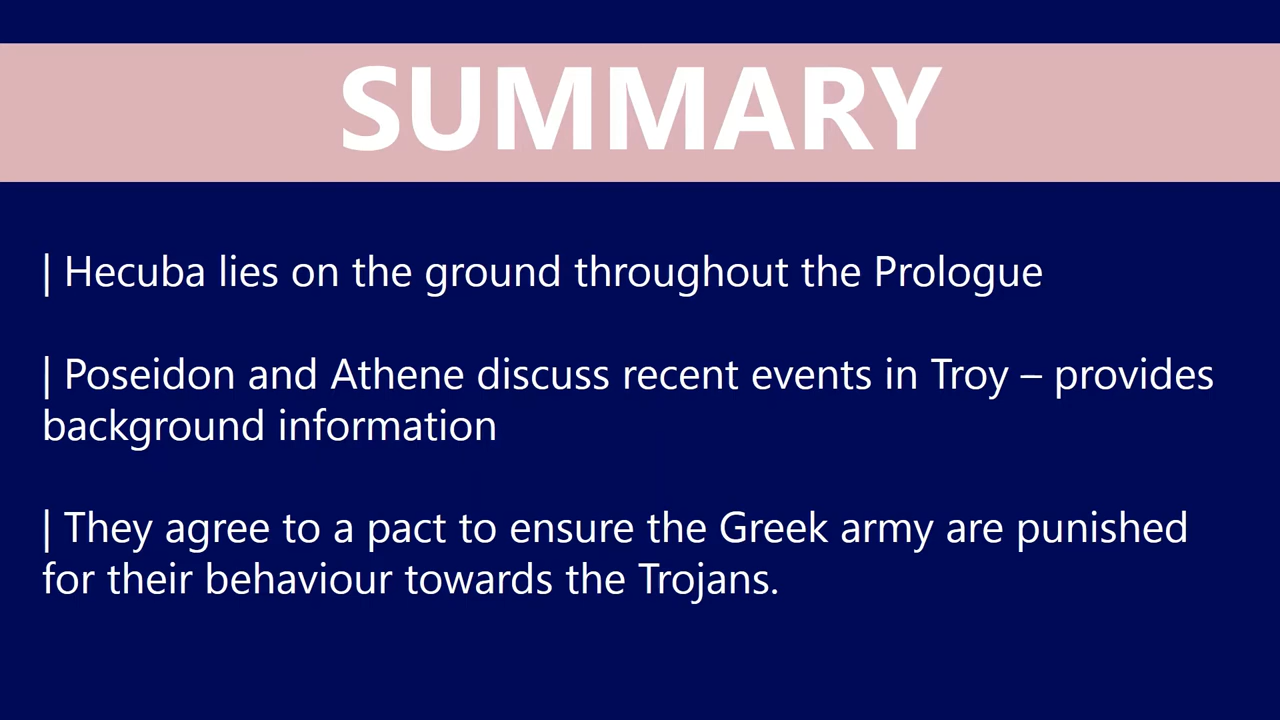 SUMMARY
| Hecuba lies on the ground throughout the Prologue
| Poseidon and Athene discuss recent events in Troy – provides
background information
| They agree to a pact to ensure the Greek army are punished
for their behaviour towards the Trojans.